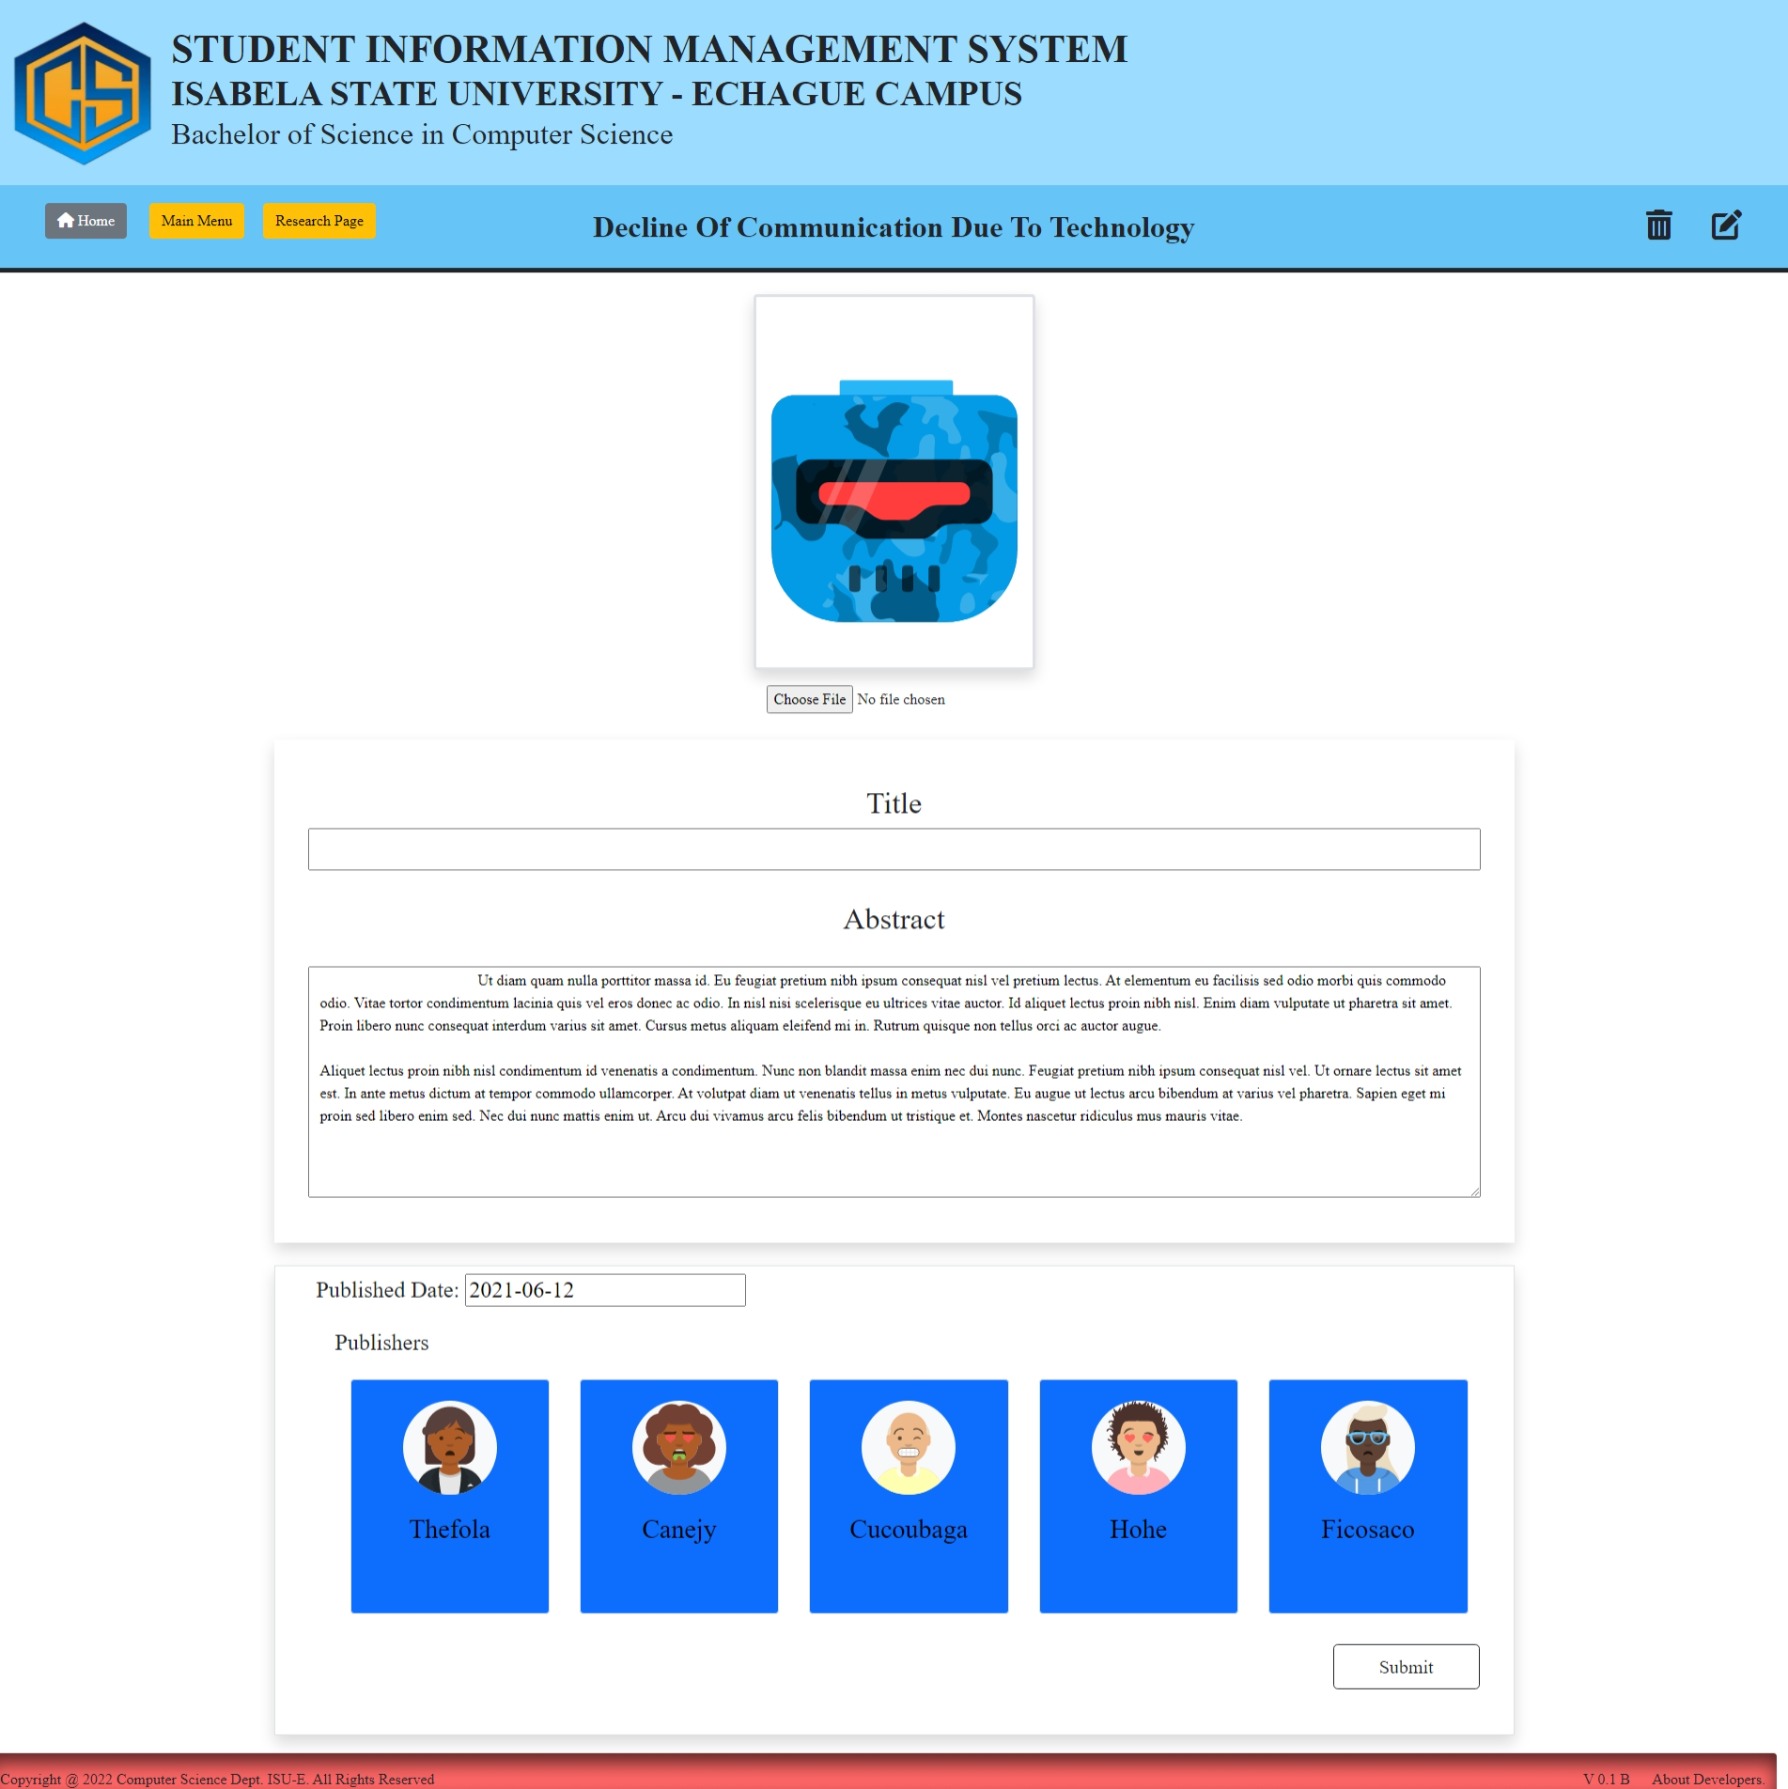 CS
STUDENT INFORMATION MANAGEMENT SYSTEM
ISABELA STATE UNIVERSITY - ECHAGUE CAMPUS
Bachelor of Science in Computer Science
Home
Main Menu
Research Page
Decline Of Communication Due To Technology
Choose File No file chosen
Title
Abstract
Ut diam quam nulla porttitor massa id. Eu feugiat pretium nibh ipsum consequat nisl vel pretium lectus. At elementum eu facilisis sed odio morbi quis commodo
odio. Vitae tortor condimentum lacinia quis vel eros donec ac odio. In nisl nisi scelerisque eu ultrices vitae auctor. Id aliquet lectus proin nibh nisl. Enim diam vulputate ut pharetra sit amet.
Proin libero nunc consequat interdum varius sit amet. Cursus metus aliquam eleifend mi in. Rutrum quisque non tellus orci ac auctor augue.
Aliquet lectus proin nibh nisl condimentum id venenatis a condimentum. Nunc non blandit massa enim nec dui nunc. Feugiat pretium nibh ipsum consequat nisl vel. Ut ornare lectus sit amet
est. In ante metus dictum at tempor commodo ullamcorper. At volutpat diam ut venenatis tellus in metus vulputate. Eu augue ut lectus arcu bibendum at varius vel pharetra. Sapien eget mi
proin sed libero enim sed. Nec dui nunc mattis enim ut. Arcu dui vivamus arcu felis bibendum ut tristique et. Montes nascetur ridiculus mus mauris vitae.
Published Date: 2021-06-12
Publishers
Thefola
Canejy
Cucoubaga
Hohe
Ficosaco
Submit
Copyright @ 2022 Computer Science Dept. ISU-E. All Rights Reserved
V 0.1 B
About Developers.